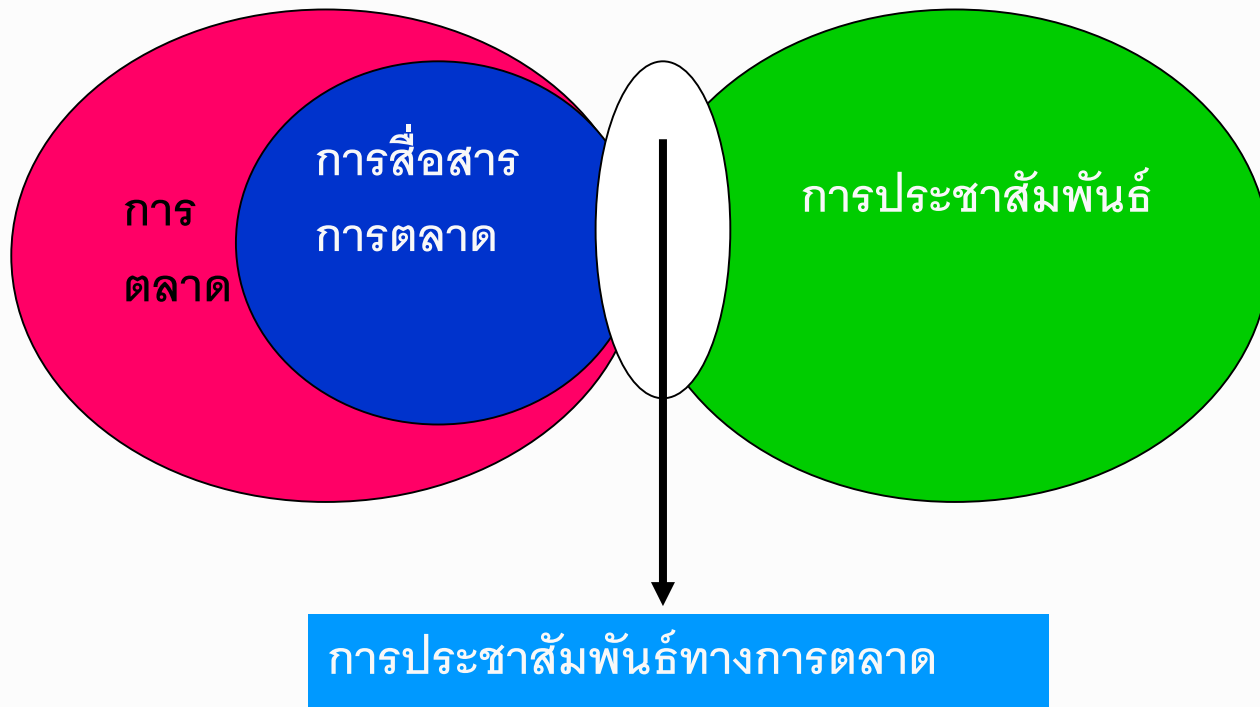 การ
ตลาด
การสื่อสาร
การตลาด
การประชาสัมพันธ์
การประชาสัมพันธ์ทางการตลาด